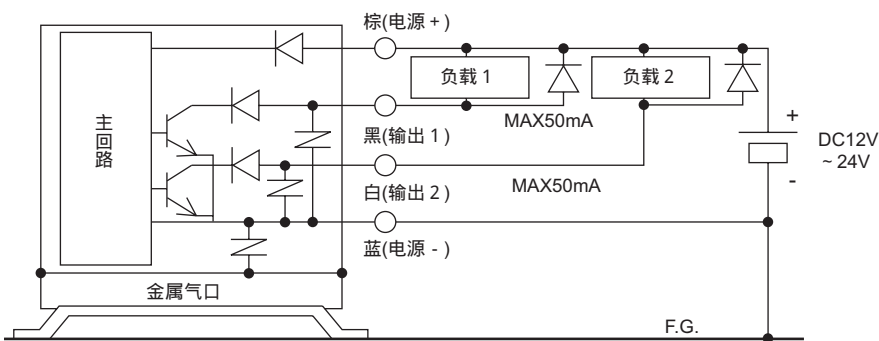 棕(电源 + )
负载 1
负载 2
主回路
MAX50mA
黑(输出 1 )
+
DC12V
~ 24V
-
白(输出 2 )
MAX50mA
蓝(电源 - )
金属气口
F.G.